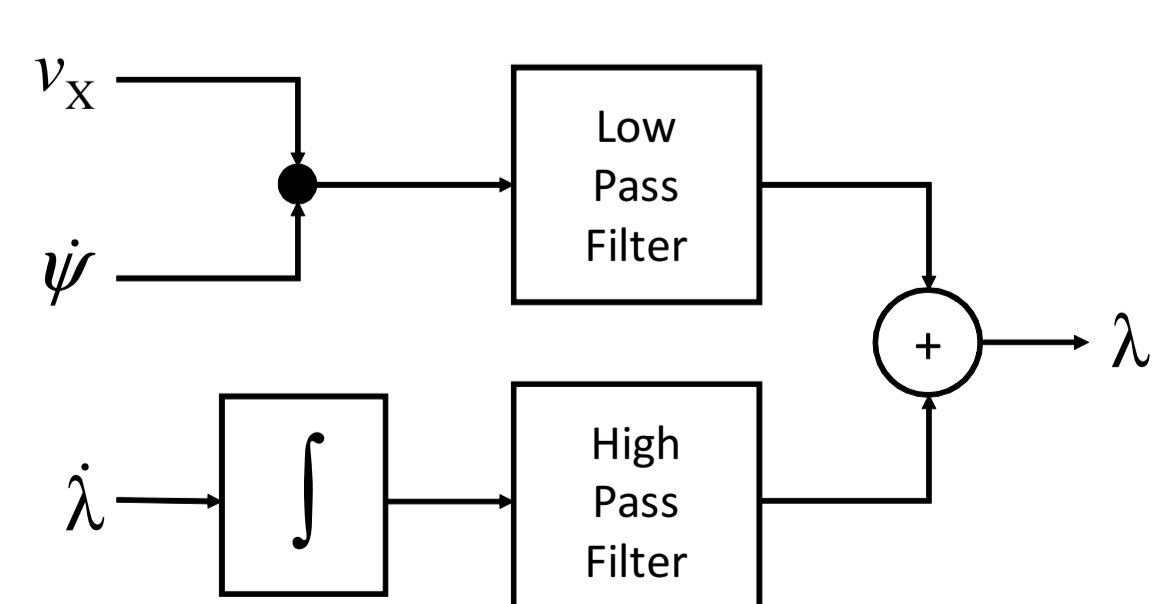 v_X
Low
Pass
Filter
ψ̇
+
λ
λ̇
∫
High
Pass
Filter